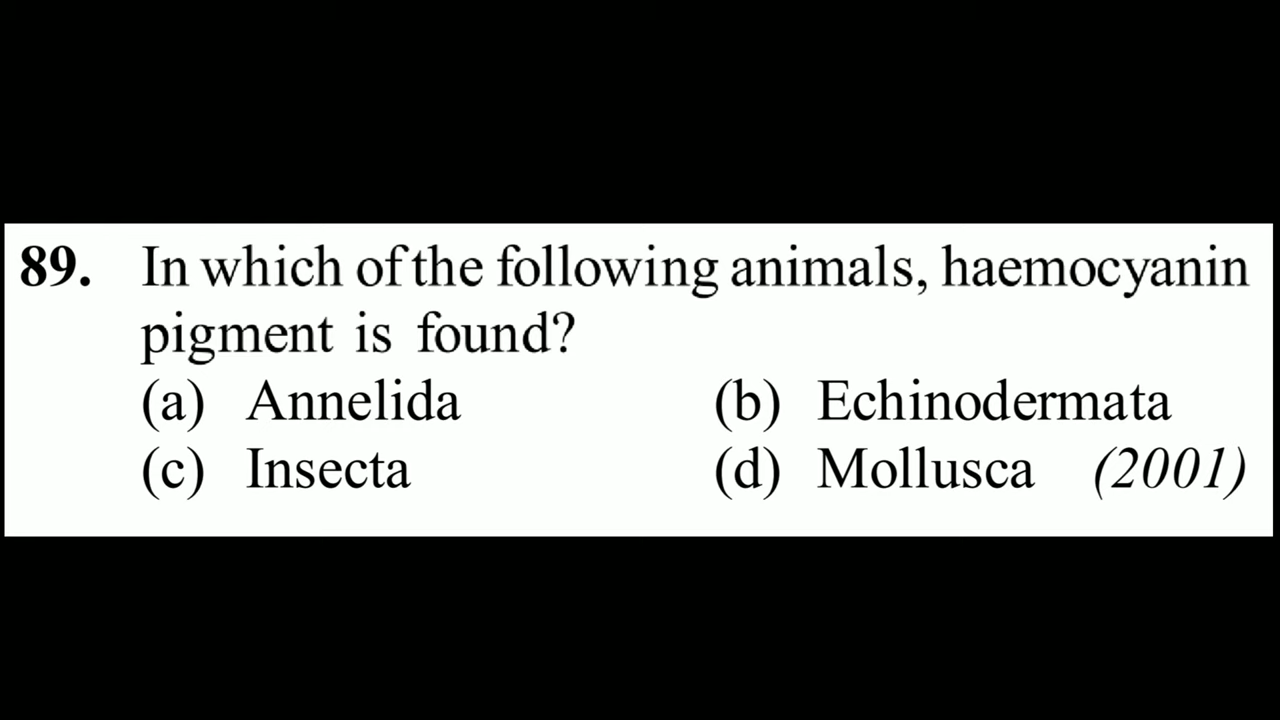 89. In which of the following animals, haemocyanin
pigment is found?
(a) Annelida (b) Echinodermata
(c) Insecta (d) Mollusca (2001)